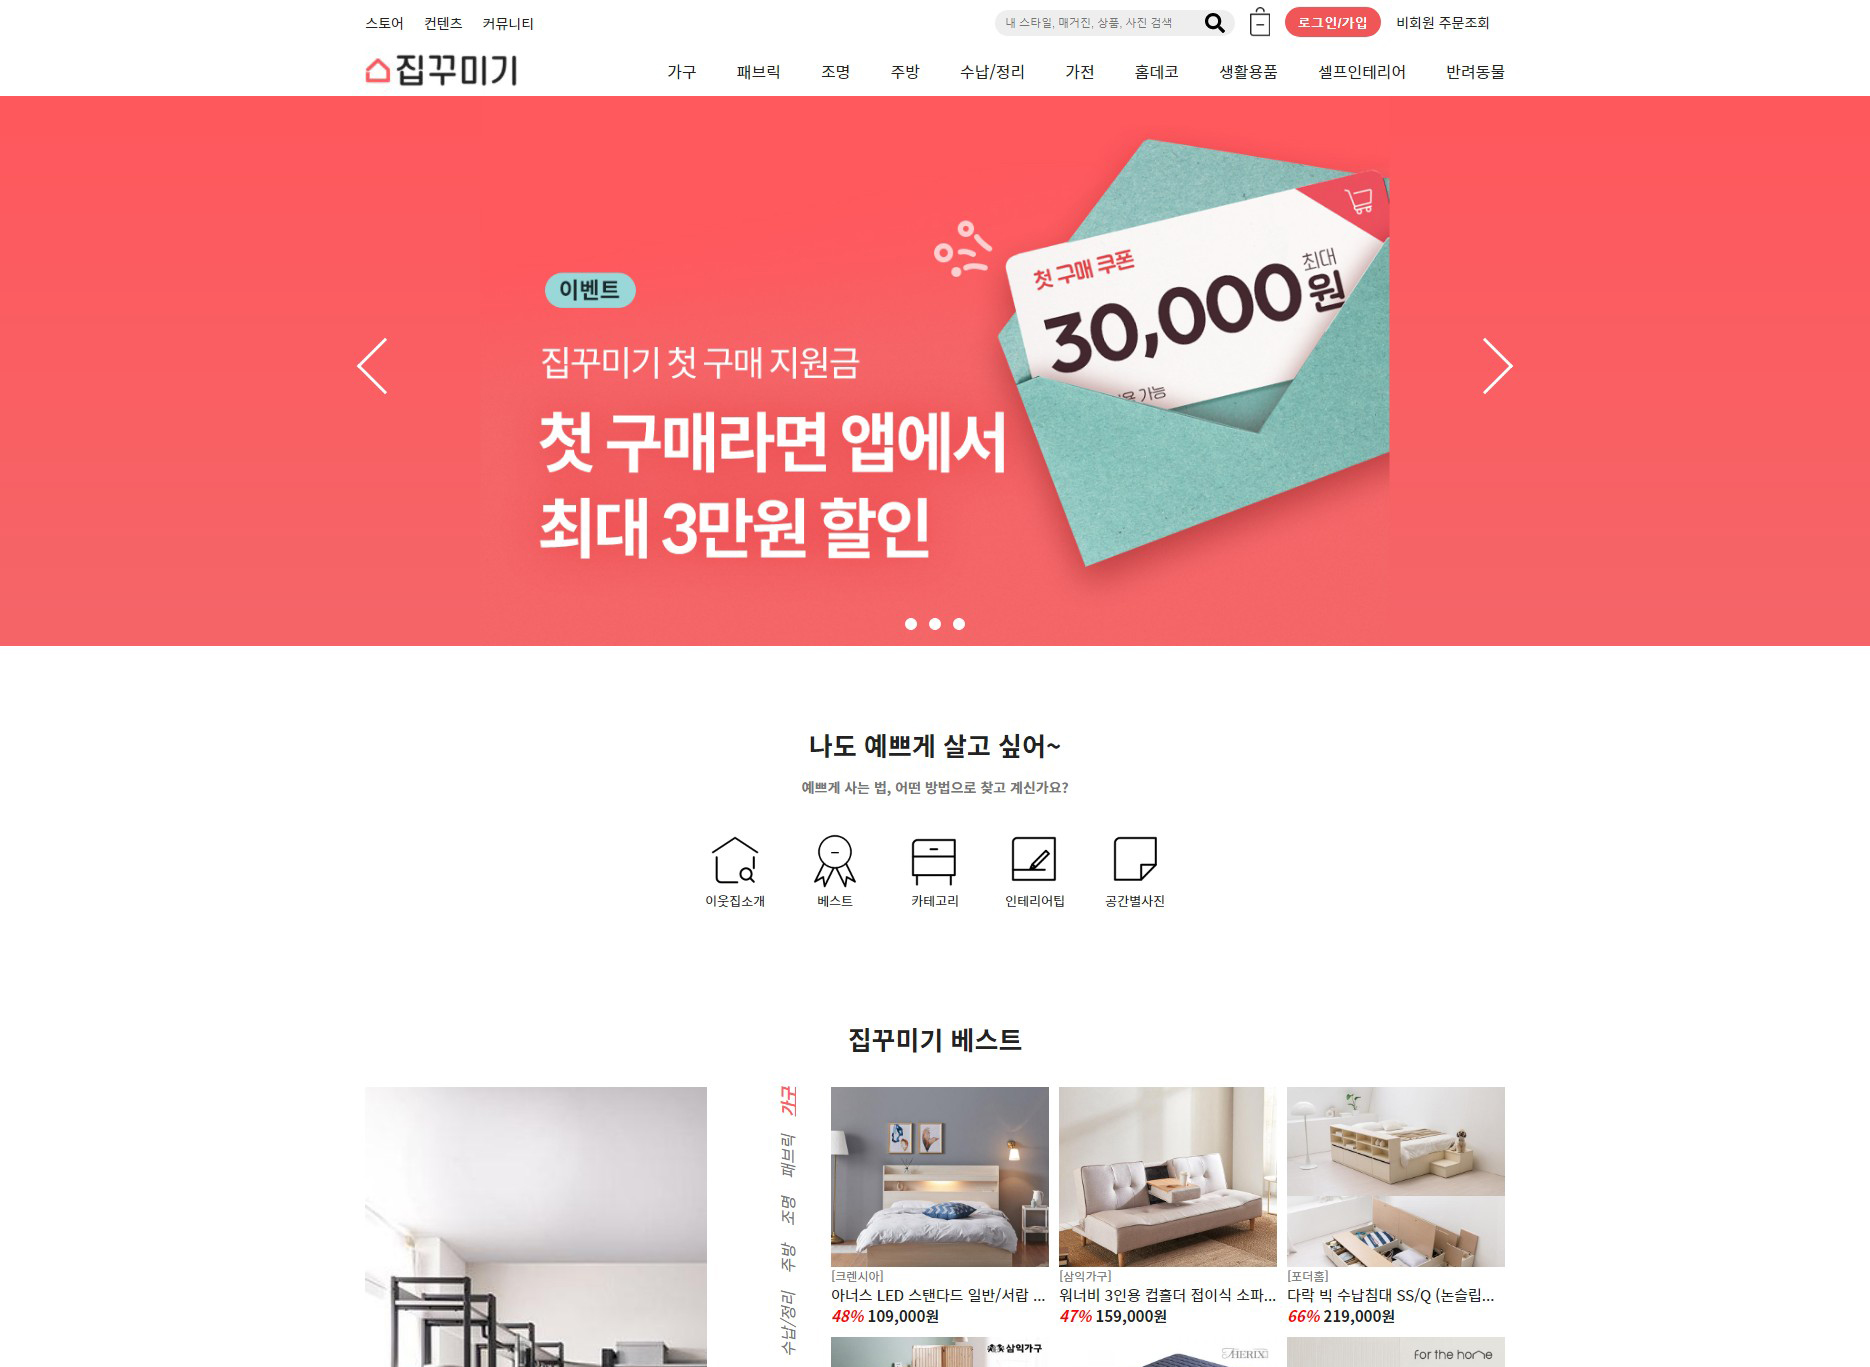 스토어 컨텐츠 커뮤니티
내 스타일, 매거진, 상품, 사진 검색
로그인/가입 비회원 주문조회
집꾸미기
가구 패브릭 조명 주방 수납/정리 가전 홈데코 생활용품 셀프인테리어 반려동물
첫 구매 쿠폰
최대
30,000원
용 가능
이벤트
집꾸미기 첫 구매 지원금
첫 구매라면 앱에서
최대 3만원 할인
나도 예쁘게 살고 싶어~
예쁘게 사는 법, 어떤 방법으로 찾고 계신가요?
이웃집소개 베스트 카테고리 인테리어팁 공간별사진
집꾸미기 베스트
가구
패브릭
조명
주방
수납/정리
[크렌시아]
아너스 LED 스탠다드 일반/서랍 ...
48% 109,000원
[삼익가구]
워너비 3인용 컵홀더 접이식 소파...
47% 159,000원
[포더홈]
다락 빅 수납침대 SS/Q (논슬립...
66% 219,000원
삼익가구
HERIX
for the home